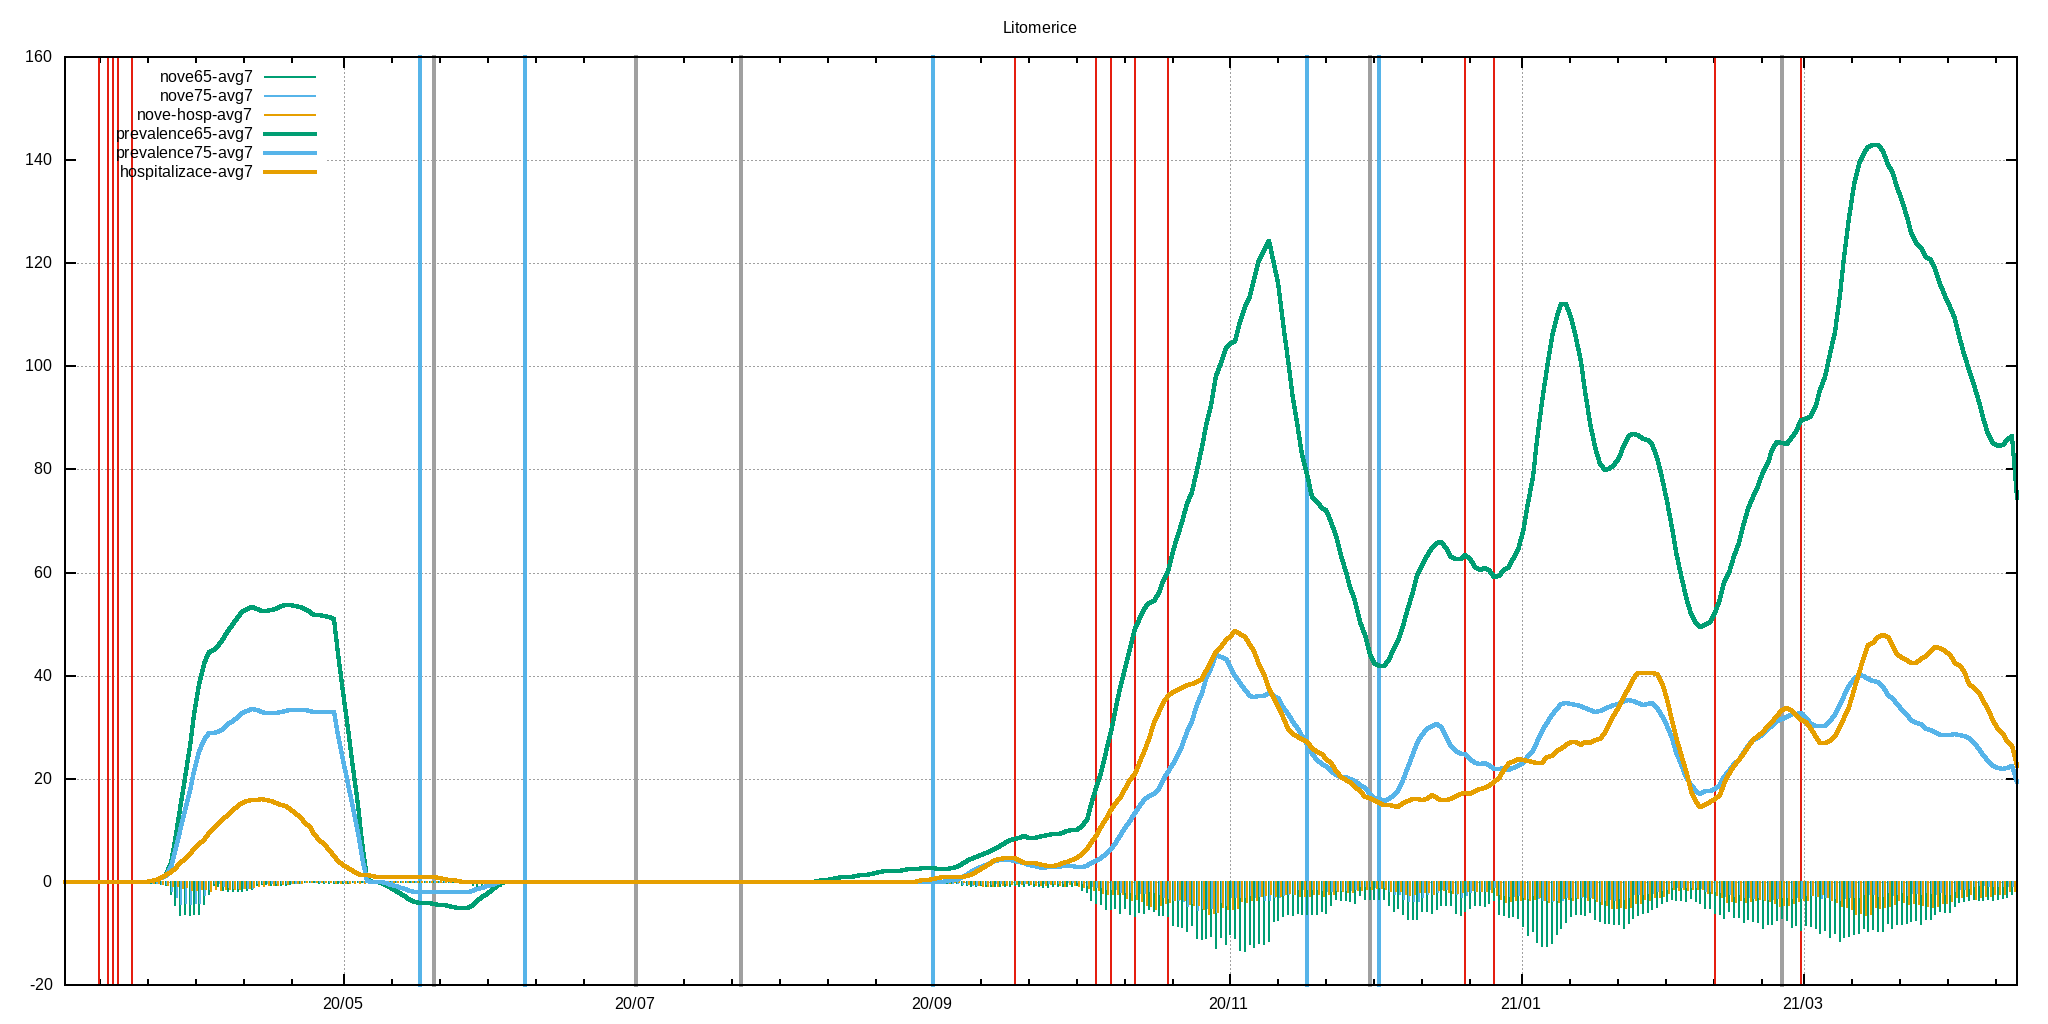 Litomerice
160
nove65-avg7
nove75-avg7
nove-hosp-avg7
prevalence65-avg7
prevalence75-avg7
hospitalizace-avg7
140
120
100
80
60
40
20
0
-20
20/05 20/07 20/09 20/11 21/01 21/03